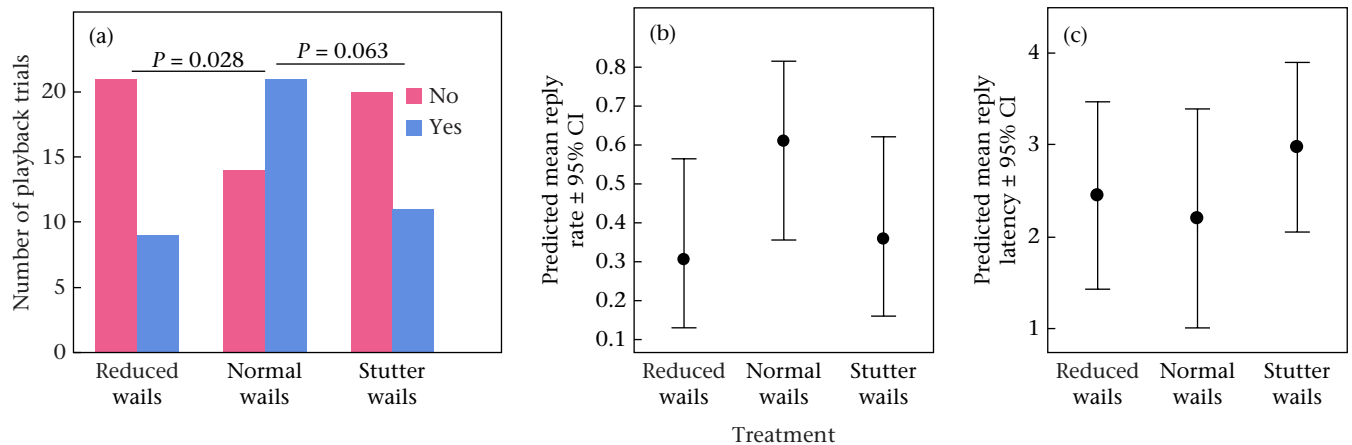 (a)
P = 0.028
P = 0.063
No
Yes
Number of playback trials
20
15
10
5
0
Reduced wails
Normal wails
Stutter wails
(b)
Predicted mean reply
rate ± 95% CI
0.8
0.7
0.6
0.5
0.4
0.3
0.2
0.1
Reduced wails
Normal wails
Stutter wails
Treatment
(c)
Predicted mean reply
latency ± 95% CI
4
3
2
1
Reduced wails
Normal wails
Stutter wails